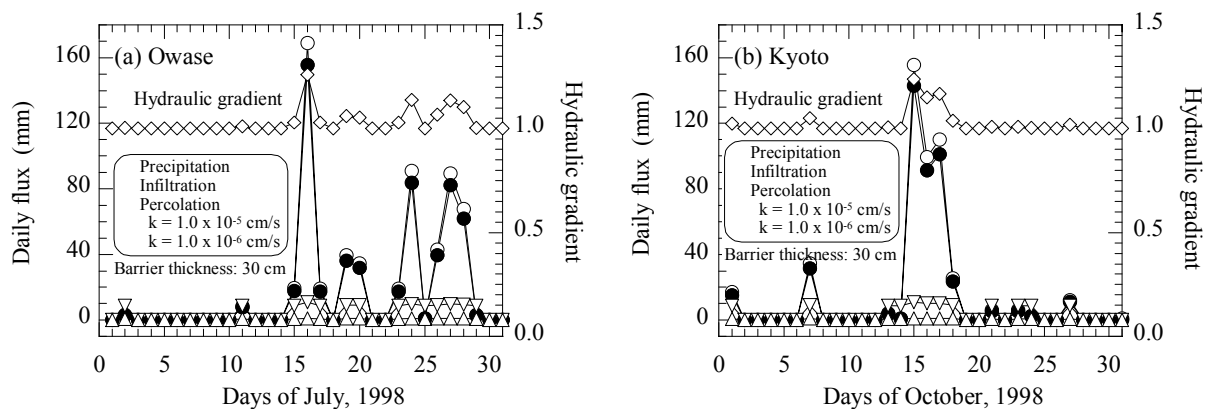 (a) Owase
Hydraulic gradient
Precipitation
Infiltration
Percolation
k = 1.0 x 10⁻⁵ cm/s
k = 1.0 x 10⁻⁶ cm/s
Barrier thickness: 30 cm
Daily flux (mm)
160
120
80
40
0
1.5
1.0
0.5
0.0
Hydraulic gradient
0 5 10 15 20 25 30
Days of July, 1998
(b) Kyoto
Hydraulic gradient
Precipitation
Infiltration
Percolation
k = 1.0 x 10⁻⁵ cm/s
k = 1.0 x 10⁻⁶ cm/s
Barrier thickness: 30 cm
Daily flux (mm)
160
120
80
40
0
1.5
1.0
0.5
0.0
Hydraulic gradient
0 5 10 15 20 25 30
Days of October, 1998